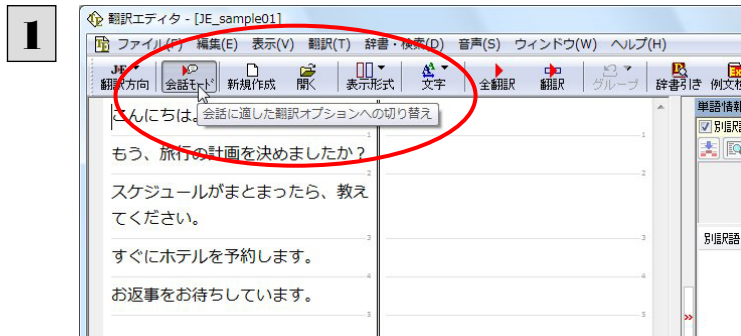 1
翻訳エディタ - [JE_sample01]
ファイル(F) 編集(E) 表示(V) 翻訳(T) 辞書・検索(D) 音声(S) ウィンドウ(W) ヘルプ(H)
翻訳方向 会話モード 新規作成 開く 表示形式 文字 全翻訳 翻訳 グループ 辞書引き 例文検
会話に適した翻訳オプションへの切り替え
単語情報
別訳
こんにちは。
1 1
もう、旅行の計画を決めましたか?
2 2
スケジュールがまとまったら、教え
てください。
別訳語
3 3
すぐにホテルを予約します。
4 4
お返事をお待ちしています。
5 5